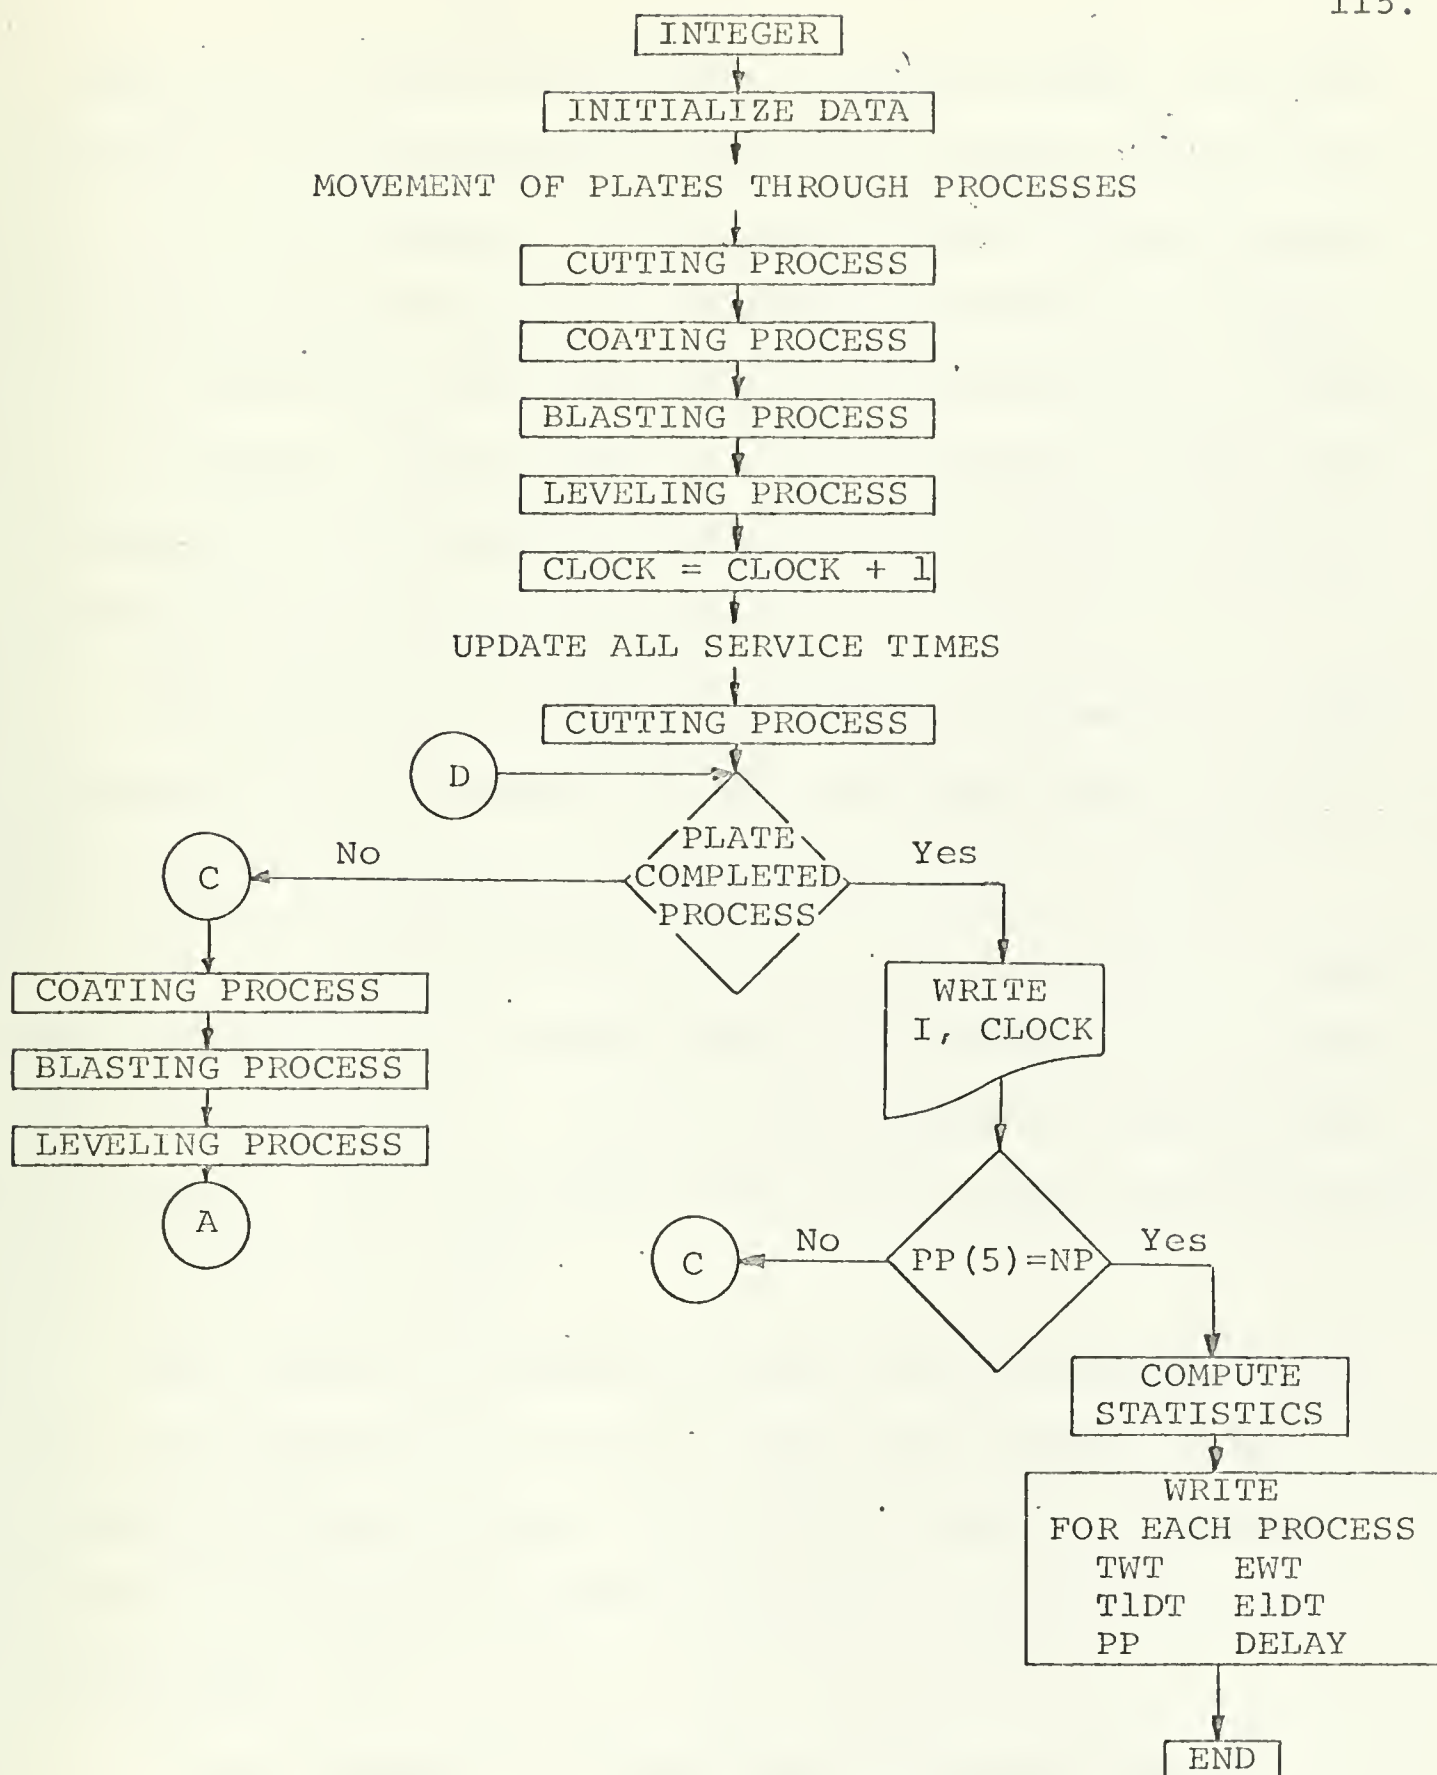 115.
INTEGER
INITIALIZE DATA
MOVEMENT OF PLATES THROUGH PROCESSES
CUTTING PROCESS
COATING PROCESS
BLASTING PROCESS
LEVELING PROCESS
CLOCK = CLOCK + 1
UPDATE ALL SERVICE TIMES
CUTTING PROCESS
D
PLATE
COMPLETED
PROCESS
No
Yes
C
COATING PROCESS
BLASTING PROCESS
LEVELING PROCESS
A
WRITE
I, CLOCK
PP(5)=NP
No
Yes
C
COMPUTE
STATISTICS
WRITE
FOR EACH PROCESS
TWT EWT
T1DT E1DT
PP DELAY
END